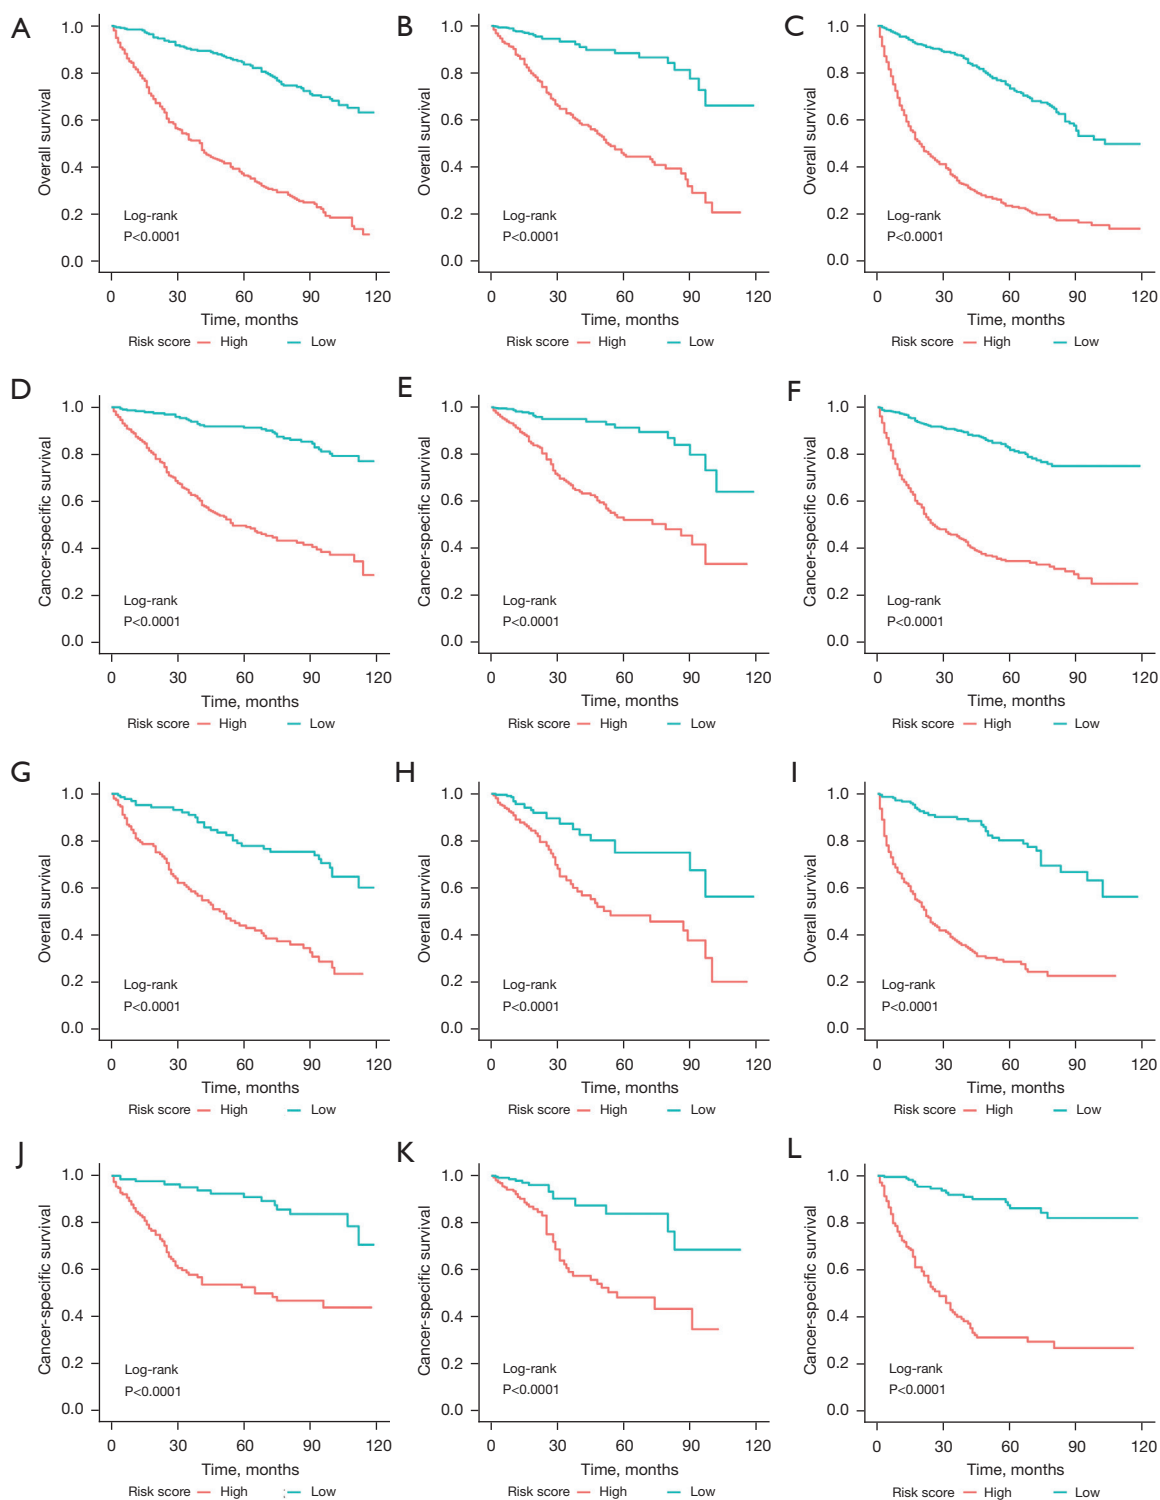 A
B
C
1.0
0.8
0.6
0.4
0.2
0.0
Overall survival
Log-rank
P<0.0001
0 30 60 90 120
Time, months
Risk score High Low
1.0
0.8
0.6
0.4
0.2
0.0
Overall survival
Log-rank
P<0.0001
0 30 60 90 120
Time, months
Risk score High Low
1.0
0.8
0.6
0.4
0.2
0.0
Overall survival
Log-rank
P<0.0001
0 30 60 90 120
Time, months
Risk score High Low
D
E
F
1.0
0.8
0.6
0.4
0.2
0.0
Cancer-specific survival
Log-rank
P<0.0001
0 30 60 90 120
Time, months
Risk score High Low
1.0
0.8
0.6
0.4
0.2
0.0
Cancer-specific survival
Log-rank
P<0.0001
0 30 60 90 120
Time, months
Risk score High Low
1.0
0.8
0.6
0.4
0.2
0.0
Cancer-specific survival
Log-rank
P<0.0001
0 30 60 90 120
Time, months
Risk score High Low
G
H
I
1.0
0.8
0.6
0.4
0.2
0.0
Overall survival
Log-rank
P<0.0001
0 30 60 90 120
Time, months
Risk score High Low
1.0
0.8
0.6
0.4
0.2
0.0
Overall survival
Log-rank
P<0.0001
0 30 60 90 120
Time, months
Risk score High Low
1.0
0.8
0.6
0.4
0.2
0.0
Overall survival
Log-rank
P<0.0001
0 30 60 90 120
Time, months
Risk score High Low
J
K
L
1.0
0.8
0.6
0.4
0.2
0.0
Cancer-specific survival
Log-rank
P<0.0001
0 30 60 90 120
Time, months
Risk score High Low
1.0
0.8
0.6
0.4
0.2
0.0
Cancer-specific survival
Log-rank
P<0.0001
0 30 60 90 120
Time, months
Risk score High Low
1.0
0.8
0.6
0.4
0.2
0.0
Cancer-specific survival
Log-rank
P<0.0001
0 30 60 90 120
Time, months
Risk score High Low